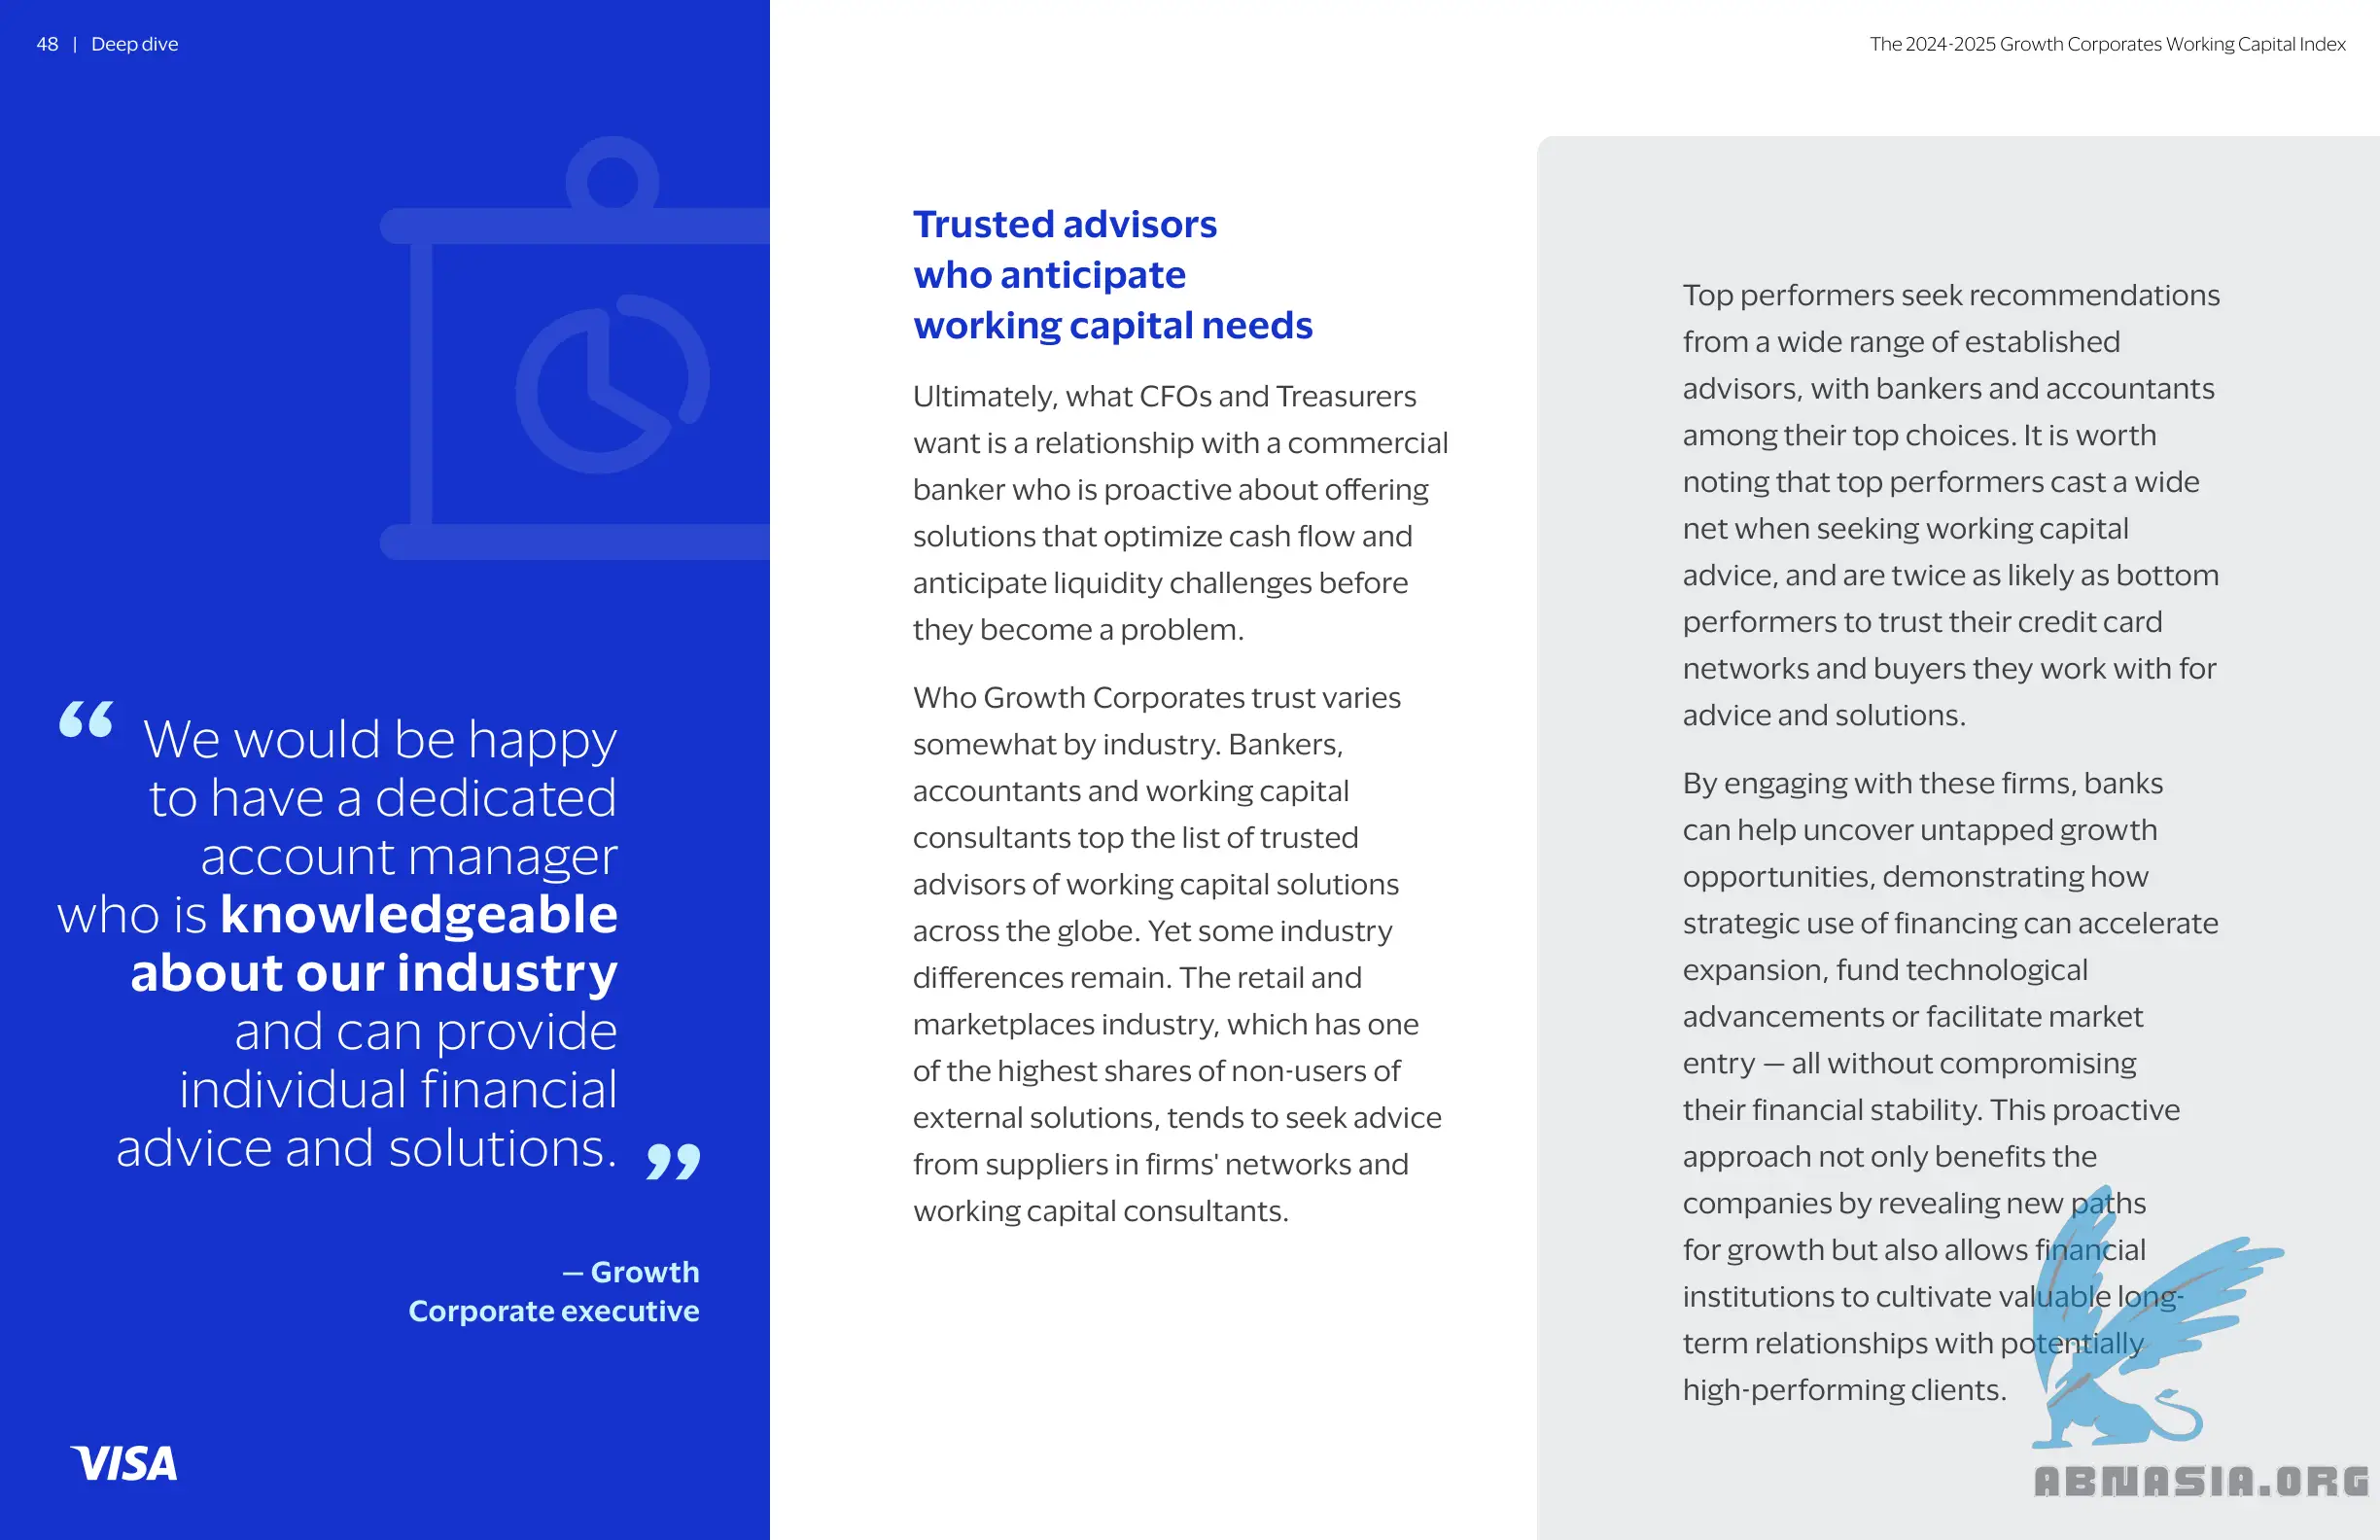 48 | Deep dive
The 2024-2025 Growth Corporates Working Capital Index
“ We would be happy
to have a dedicated
account manager
who is knowledgeable
about our industry
and can provide
individual financial
advice and solutions. ”
— Growth
Corporate executive
VISA
Trusted advisors
who anticipate
working capital needs
Ultimately, what CFOs and Treasurers
want is a relationship with a commercial
banker who is proactive about offering
solutions that optimize cash flow and
anticipate liquidity challenges before
they become a problem.
Who Growth Corporates trust varies
somewhat by industry. Bankers,
accountants and working capital
consultants top the list of trusted
advisors of working capital solutions
across the globe. Yet some industry
differences remain. The retail and
marketplaces industry, which has one
of the highest shares of non-users of
external solutions, tends to seek advice
from suppliers in firms' networks and
working capital consultants.
Top performers seek recommendations
from a wide range of established
advisors, with bankers and accountants
among their top choices. It is worth
noting that top performers cast a wide
net when seeking working capital
advice, and are twice as likely as bottom
performers to trust their credit card
networks and buyers they work with for
advice and solutions.
By engaging with these firms, banks
can help uncover untapped growth
opportunities, demonstrating how
strategic use of financing can accelerate
expansion, fund technological
advancements or facilitate market
entry — all without compromising
their financial stability. This proactive
approach not only benefits the
companies by revealing new paths
for growth but also allows financial
institutions to cultivate valuable long-
term relationships with potentially
high-performing clients.
ABNASIA.ORG